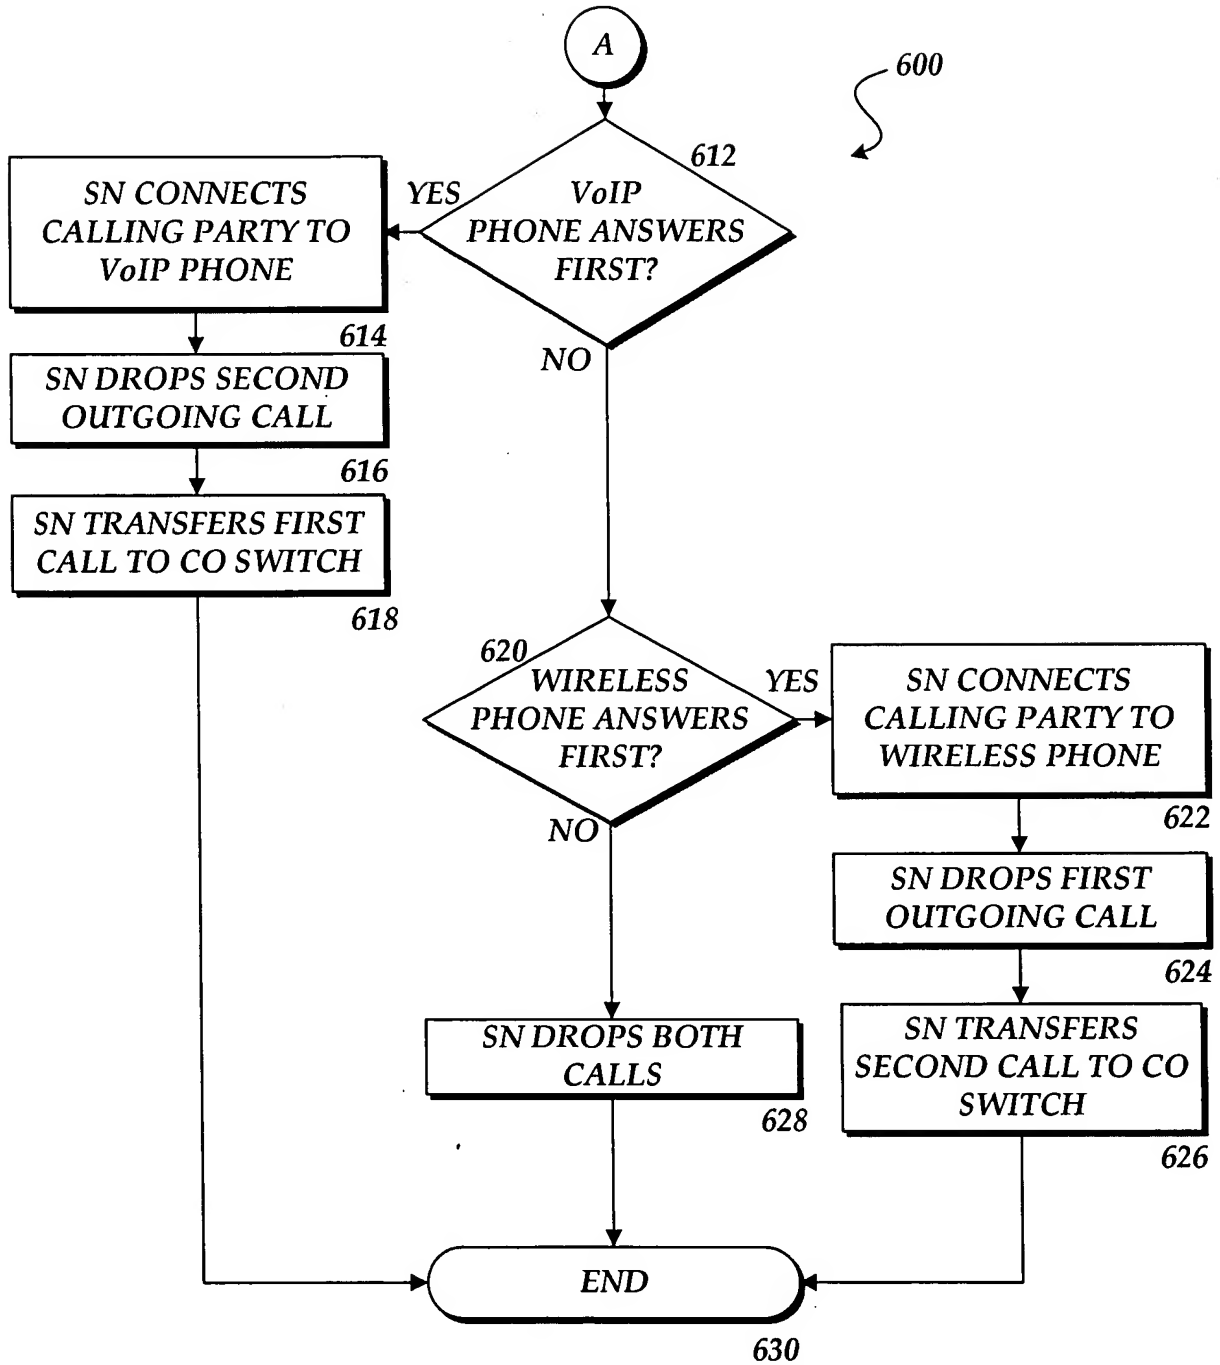 A
600
612
VoIP
PHONE ANSWERS
FIRST?
YES
SN CONNECTS
CALLING PARTY TO
VoIP PHONE
614
SN DROPS SECOND
OUTGOING CALL
616
SN TRANSFERS FIRST
CALL TO CO SWITCH
618
NO
620
WIRELESS
PHONE ANSWERS
FIRST?
YES
SN CONNECTS
CALLING PARTY TO
WIRELESS PHONE
622
SN DROPS FIRST
OUTGOING CALL
624
SN TRANSFERS
SECOND CALL TO CO
SWITCH
626
NO
SN DROPS BOTH
CALLS
628
END
630